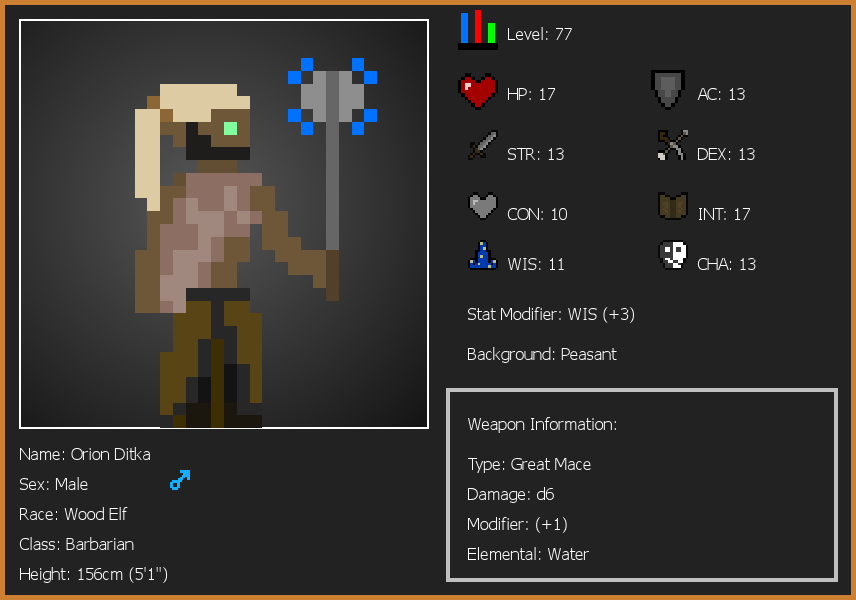 Level: 77
HP: 17
AC: 13
STR: 13
DEX: 13
CON: 10
INT: 17
WIS: 11
CHA: 13
Stat Modifier: WIS (+3)
Background: Peasant
Weapon Information:
Type: Great Mace
Damage: d6
Modifier: (+1)
Elemental: Water
Name: Orion Ditka
Sex: Male
Race: Wood Elf
Class: Barbarian
Height: 156cm (5'1")